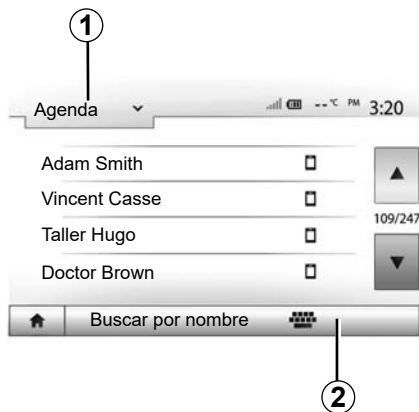 1
Agenda
--°C PM 3:20
Adam Smith
Vincent Casse
109/247
Taller Hugo
Doctor Brown
Buscar por nombre
2